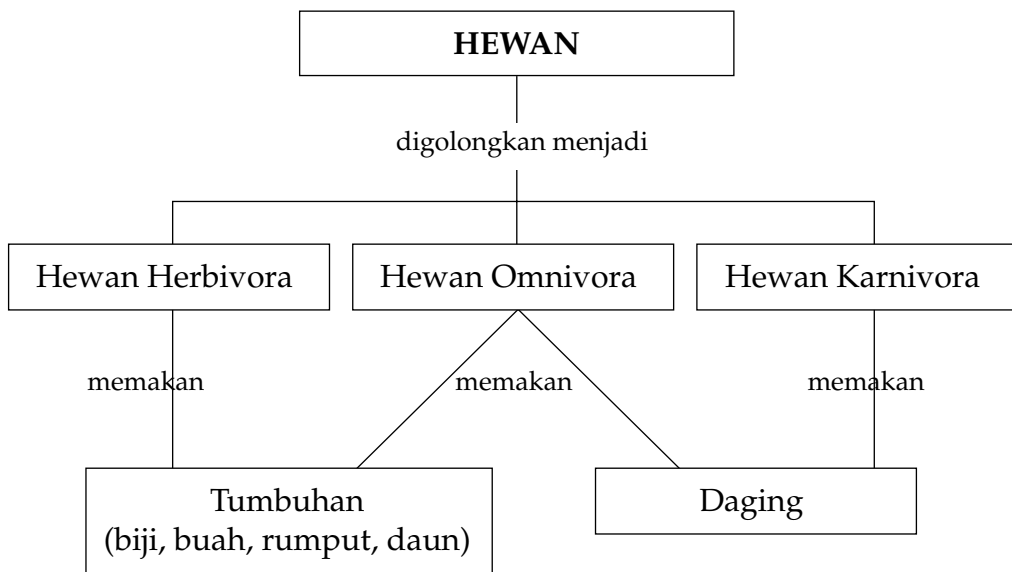 HEWAN
digolongkan menjadi
Hewan Herbivora
Hewan Omnivora
Hewan Karnivora
memakan
memakan
memakan
Tumbuhan
(biji, buah, rumput, daun)
Daging